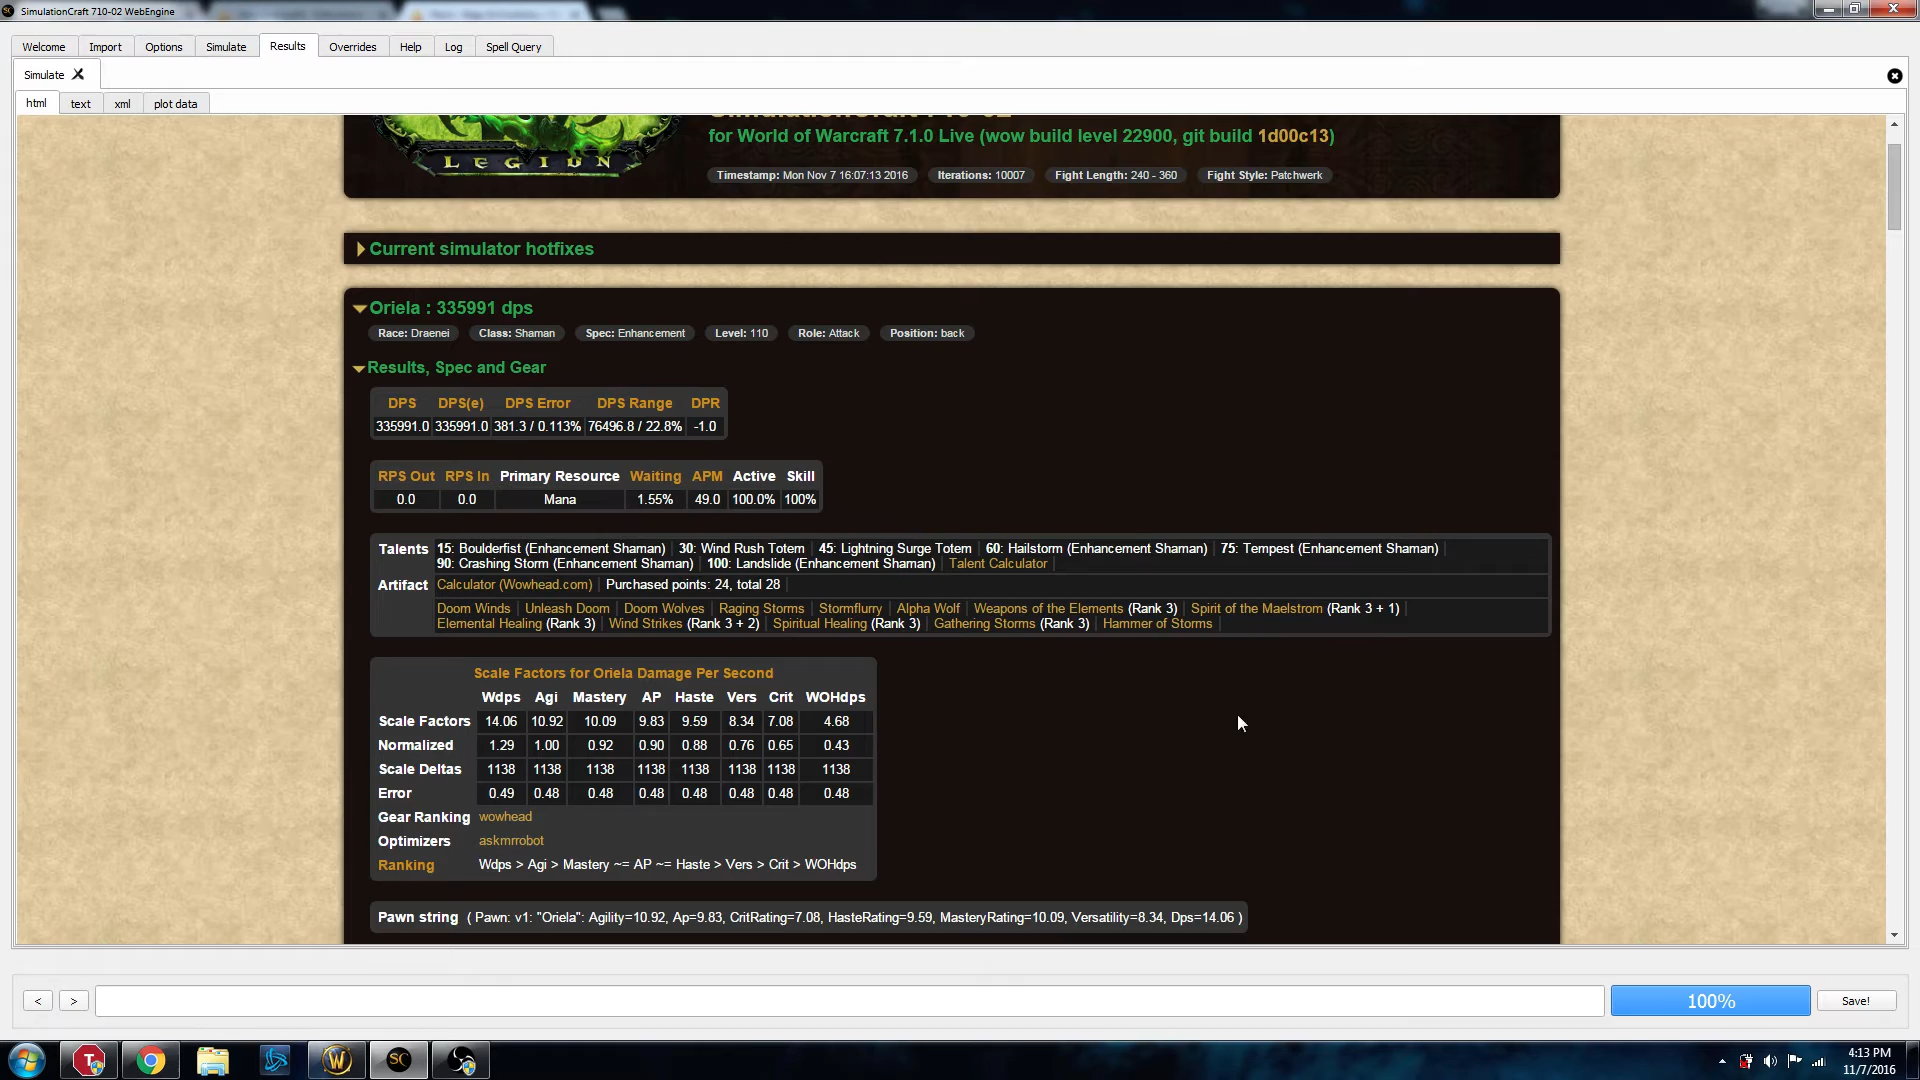 SimulationCraft 710-02 WebEngine
Welcome Import Options Simulate Results Overrides Help Log Spell Query
Simulate
html text xml plot data
SimulationCraft 710-02
LEGION
for World of Warcraft 7.1.0 Live (wow build level 22900, git build 1d00c13)
Timestamp: Mon Nov 7 16:07:13 2016 Iterations: 10007 Fight Length: 240 - 360 Fight Style: Patchwerk
Current simulator hotfixes
Oriela : 335991 dps
Race: Draenei Class: Shaman Spec: Enhancement Level: 110 Role: Attack Position: back
Results, Spec and Gear
DPS DPS(e) DPS Error DPS Range DPR
335991.0 335991.0 381.3 / 0.113% 76496.8 / 22.8% -1.0
RPS Out RPS In Primary Resource Waiting APM Active Skill
0.0 0.0 Mana 1.55% 49.0 100.0% 100%
Talents 15: Boulderfist (Enhancement Shaman) 30: Wind Rush Totem 45: Lightning Surge Totem 60: Hailstorm (Enhancement Shaman) 75: Tempest (Enhancement Shaman)
90: Crashing Storm (Enhancement Shaman) 100: Landslide (Enhancement Shaman) Talent Calculator
Artifact Calculator (Wowhead.com) Purchased points: 24, total 28
Doom Winds Unleash Doom Doom Wolves Raging Storms Stormflurry Alpha Wolf Weapons of the Elements (Rank 3) Spirit of the Maelstrom (Rank 3 + 1)
Elemental Healing (Rank 3) Wind Strikes (Rank 3 + 2) Spiritual Healing (Rank 3) Gathering Storms (Rank 3) Hammer of Storms
Scale Factors for Oriela Damage Per Second
Wdps Agi Mastery AP Haste Vers Crit WOHdps
Scale Factors 14.06 10.92 10.09 9.83 9.59 8.34 7.08 4.68
Normalized 1.29 1.00 0.92 0.90 0.88 0.76 0.65 0.43
Scale Deltas 1138 1138 1138 1138 1138 1138 1138 1138
Error 0.49 0.48 0.48 0.48 0.48 0.48 0.48 0.48
Gear Ranking wowhead
Optimizers askmrrobot
Ranking Wdps > Agi > Mastery ~= AP ~= Haste > Vers > Crit > WOHdps
Pawn string ( Pawn: v1: "Oriela": Agility=10.92, Ap=9.83, CritRating=7.08, HasteRating=9.59, MasteryRating=10.09, Versatility=8.34, Dps=14.06 )
< > 100% Save!
T W SC
4:13 PM
11/7/2016